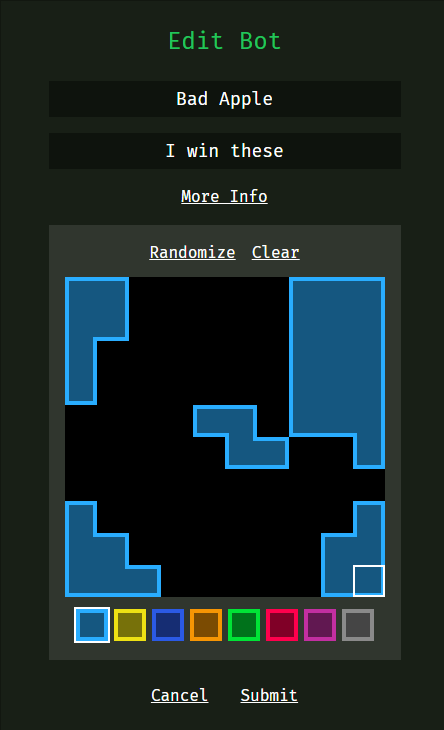 Edit Bot
Bad Apple
I win these
More Info
Randomize Clear
Cancel Submit